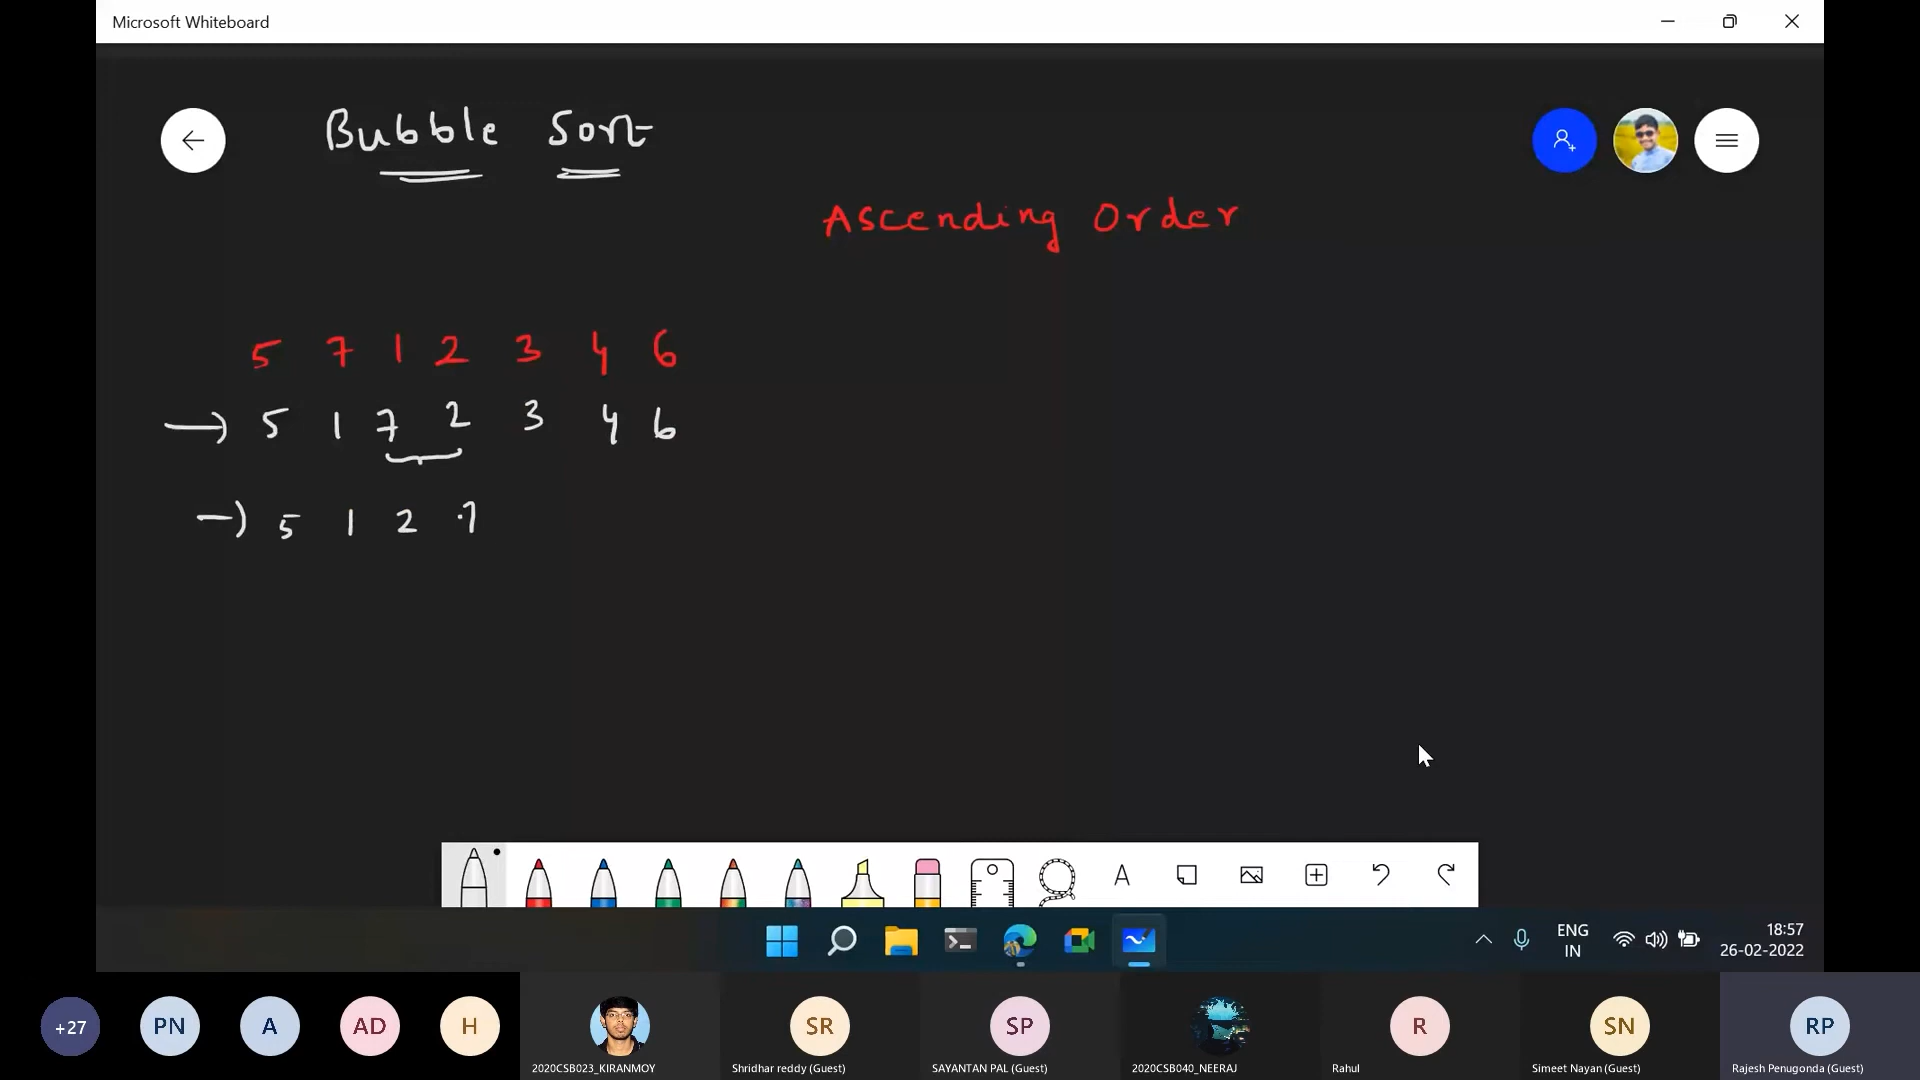 Microsoft Whiteboard
Bubble Sort
Ascending Order
5 7 1 2 3 4 6
→ 5 1 7 2 3 4 6
→ 5 1 2 7
A
ENG
IN
18:57
26-02-2022
+27
PN
A
AD
H
SR
SP
R
SN
RP
2020CSB023_KIRANMOY
Shridhar reddy (Guest)
SAYANTAN PAL (Guest)
2020CSB040_NEERAJ
Rahul
Simeet Nayan (Guest)
Rajesh Penugonda (Guest)